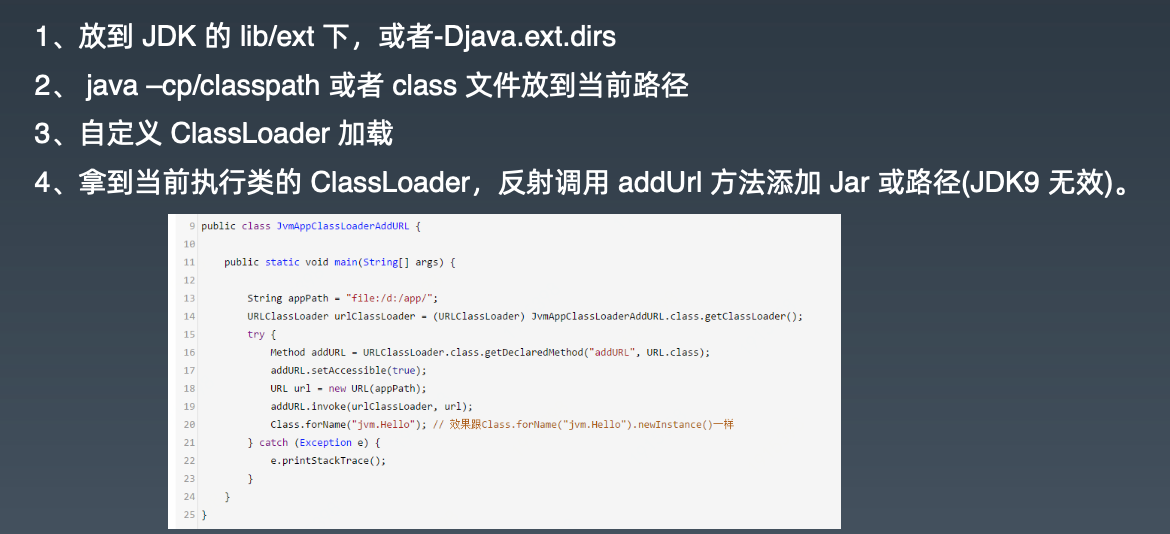 1、放到 JDK 的 lib/ext 下，或者-Djava.ext.dirs
2、 java –cp/classpath 或者 class 文件放到当前路径
3、自定义 ClassLoader 加载
4、拿到当前执行类的 ClassLoader，反射调用 addUrl 方法添加 Jar 或路径(JDK9 无效)。
9 public class JvmAppClassLoaderAddURL {
10
11     public static void main(String[] args) {
12
13         String appPath = "file:/d:/app/";
14         URLClassLoader urlClassLoader = (URLClassLoader) JvmAppClassLoaderAddURL.class.getClassLoader();
15         try {
16             Method addURL = URLClassLoader.class.getDeclaredMethod("addURL", URL.class);
17             addURL.setAccessible(true);
18             URL url = new URL(appPath);
19             addURL.invoke(urlClassLoader, url);
20             Class.forName("jvm.Hello"); // 效果跟Class.forName("jvm.Hello").newInstance()一样
21         } catch (Exception e) {
22             e.printStackTrace();
23         }
24     }
25 }